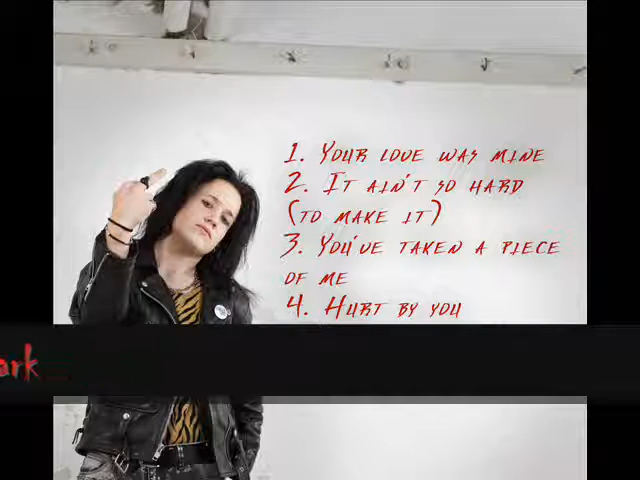 1. Your love was mine
2. It ain't so hard
(to make it)
3. You've taken a piece
of me
4. Hurt by you
ark